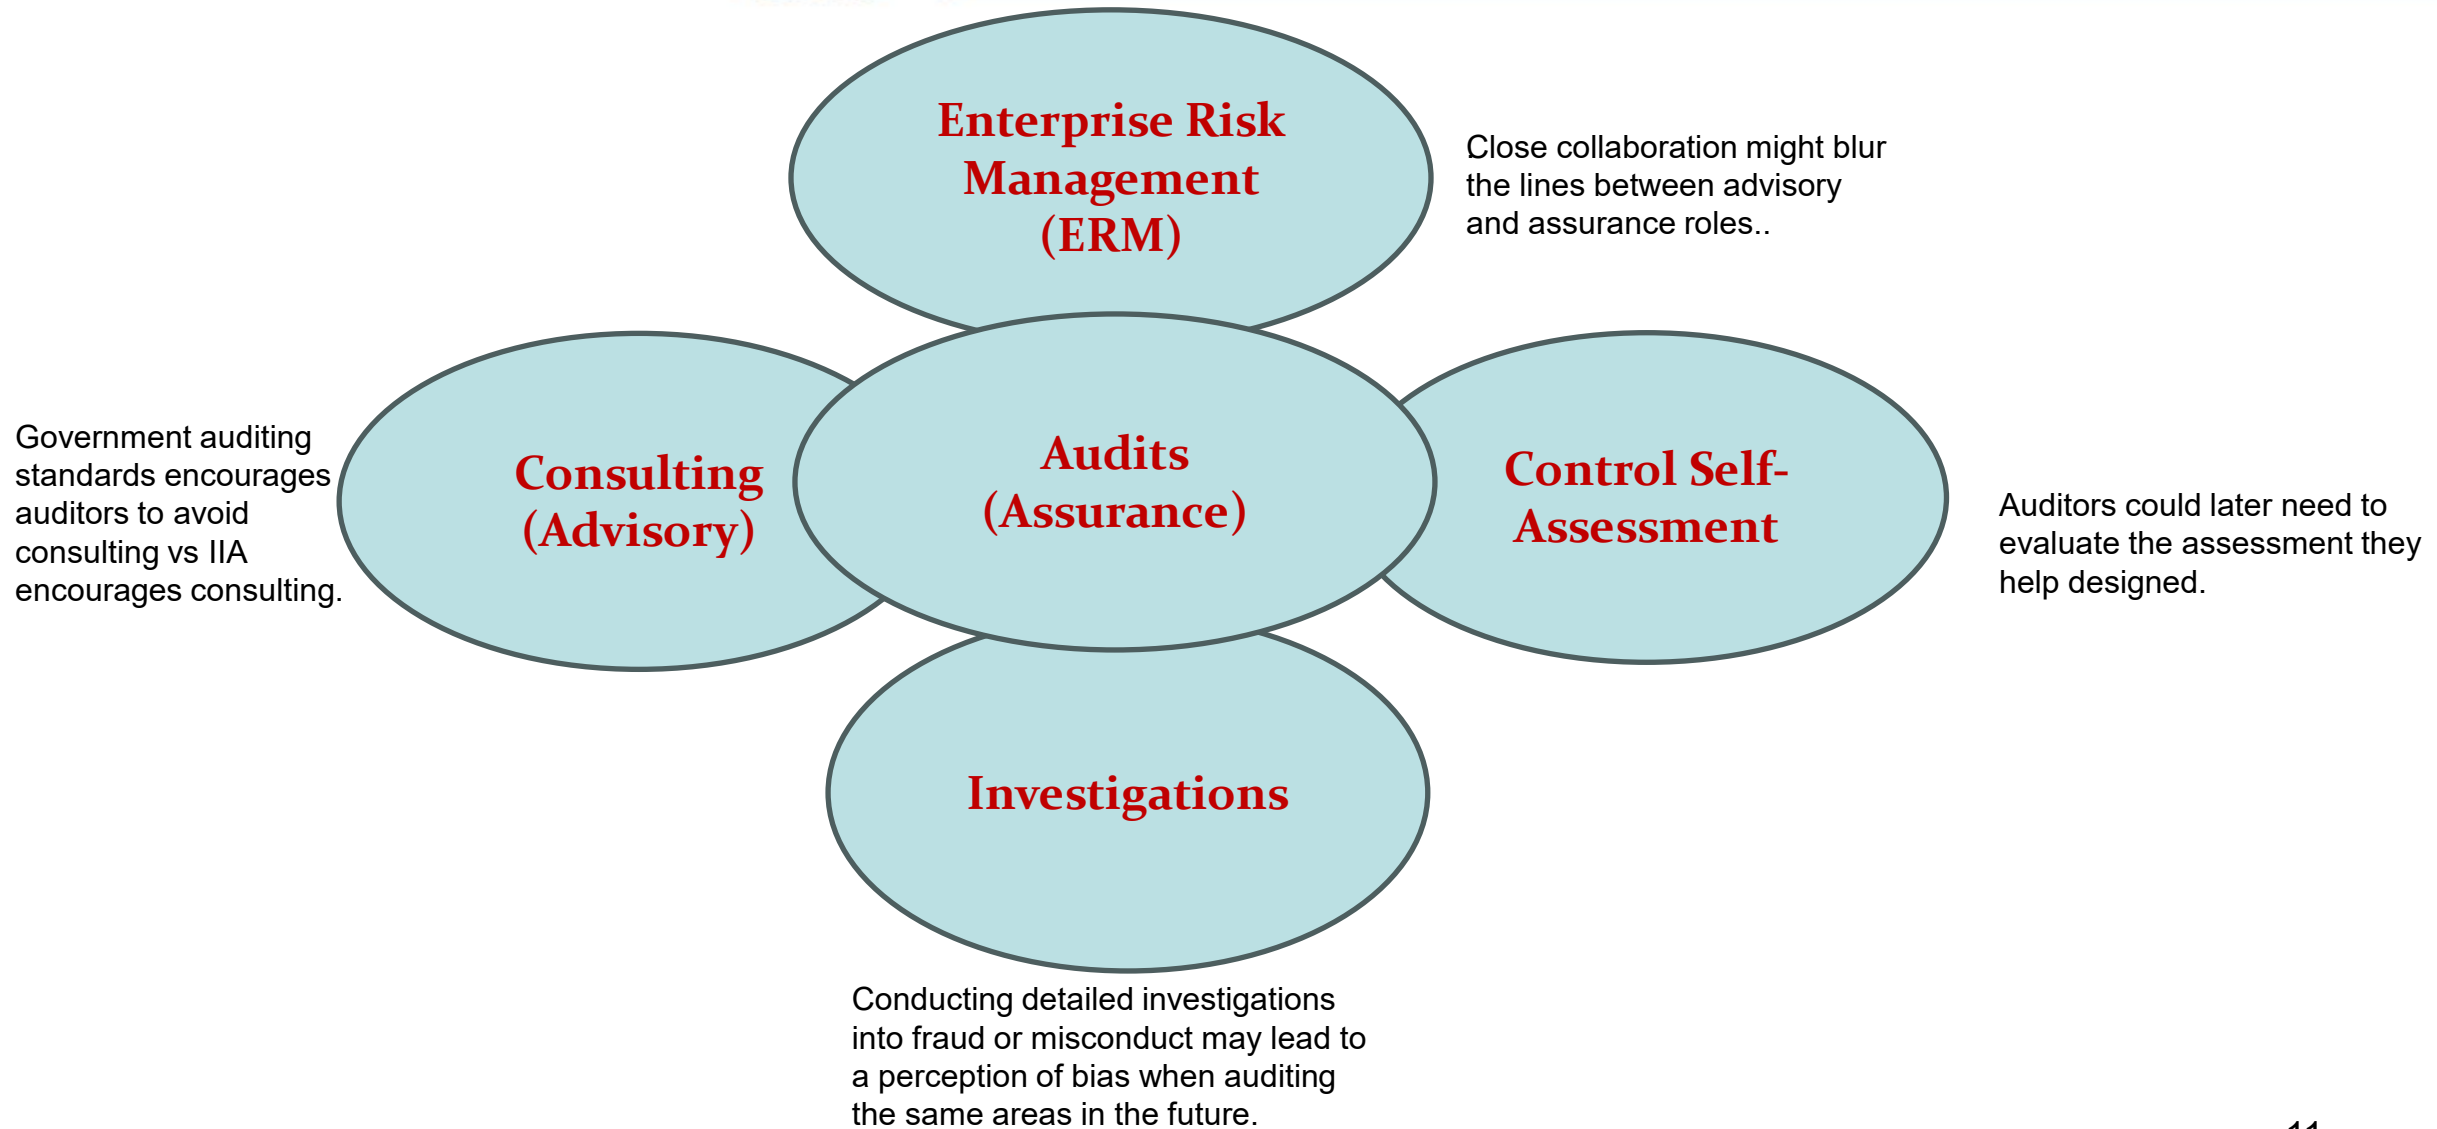 Enterprise Risk
Management
(ERM)
Close collaboration might blur
the lines between advisory
and assurance roles..
Government auditing
standards encourages
auditors to avoid
consulting vs IIA
encourages consulting.
Consulting
(Advisory)
Audits
(Assurance)
Control Self-
Assessment
Auditors could later need to
evaluate the assessment they
help designed.
Investigations
Conducting detailed investigations
into fraud or misconduct may lead to
a perception of bias when auditing
the same areas in the future.
11